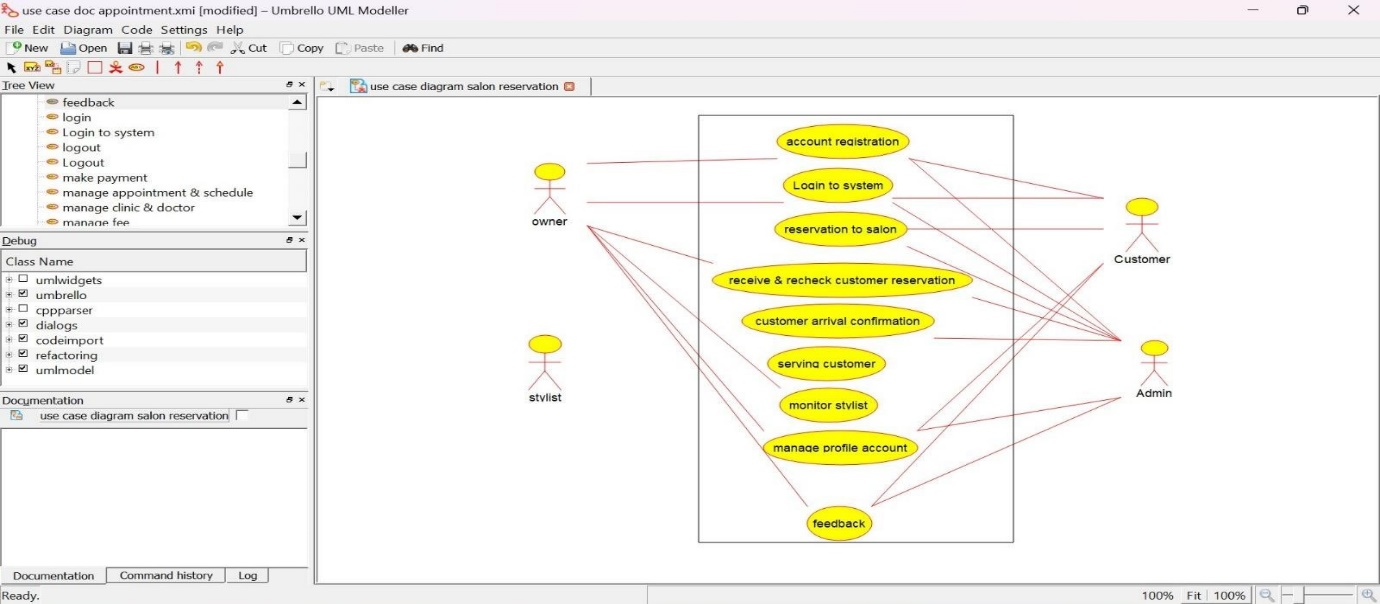 use case doc appointment.xmi [modified] – Umbrello UML Modeller
File Edit Diagram Code Settings Help
New Open Cut Copy Paste Find
XYZ
Tree View
use case diagram salon reservation
feedback
login
Login to system
logout
Logout
make payment
manage appointment & schedule
manage clinic & doctor
manage fee
Debug
Class Name
umlwidgets
umbrello
cppparser
dialogs
codeimport
refactoring
umlmodel
Documentation
use case diagram salon reservation
Documentation Command history Log
Ready.
account registration
Login to system
reservation to salon
receive & recheck customer reservation
customer arrival confirmation
serving customer
monitor stylist
manage profile account
feedback
owner
stylist
Customer
Admin
100% Fit 100%